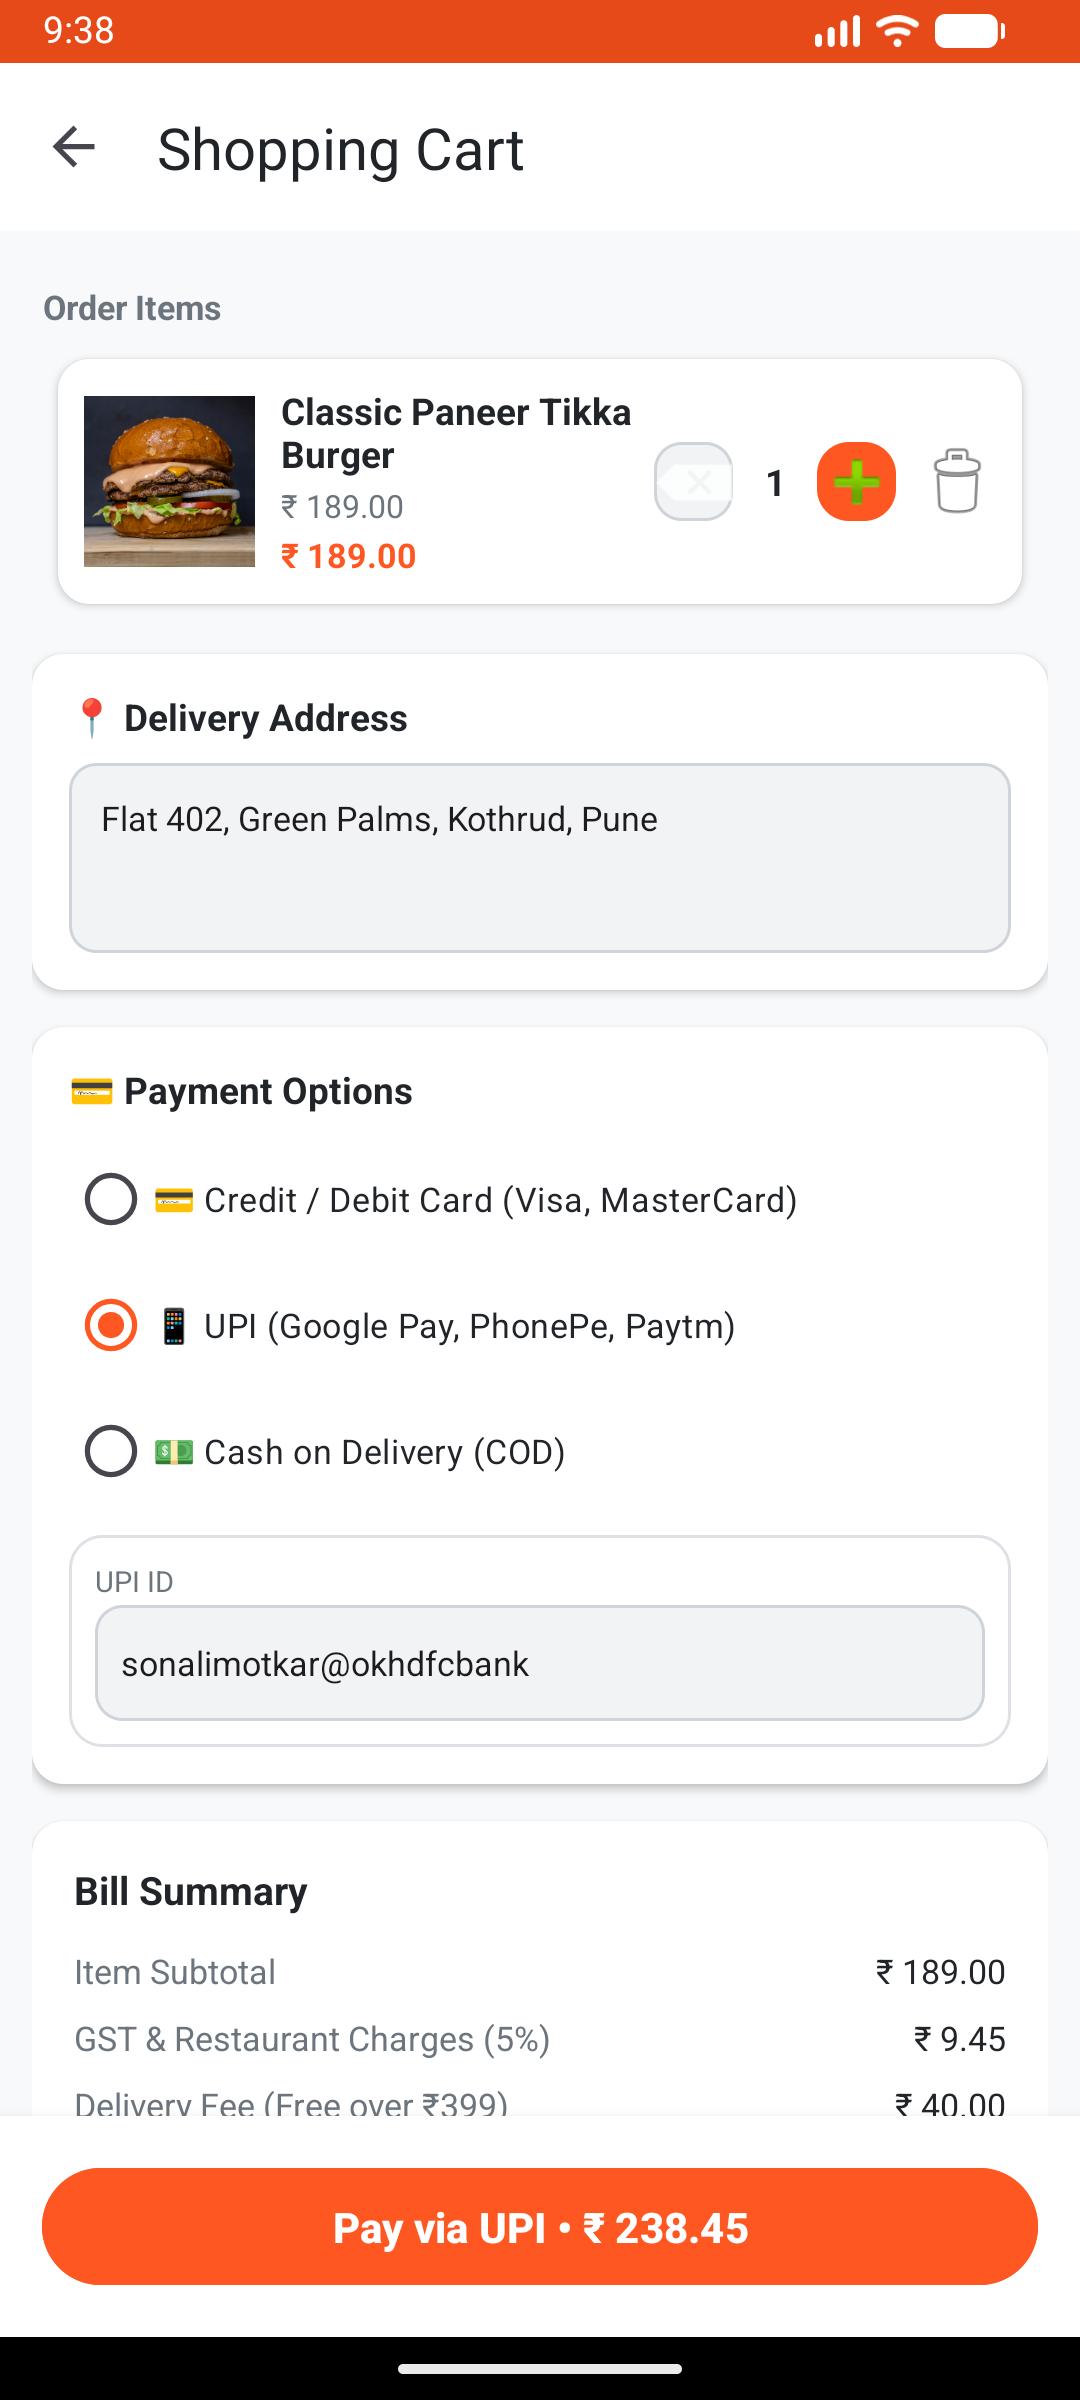 9:38
Shopping Cart
Order Items
Classic Paneer Tikka
Burger
₹ 189.00
₹ 189.00
1
📍 Delivery Address
Flat 402, Green Palms, Kothrud, Pune
💳 Payment Options
💳 Credit / Debit Card (Visa, MasterCard)
📱 UPI (Google Pay, PhonePe, Paytm)
💵 Cash on Delivery (COD)
UPI ID
sonalimotkar@okhdfcbank
Bill Summary
Item Subtotal ₹ 189.00
GST & Restaurant Charges (5%) ₹ 9.45
Delivery Fee (Free over ₹399) ₹ 40.00
Pay via UPI • ₹ 238.45